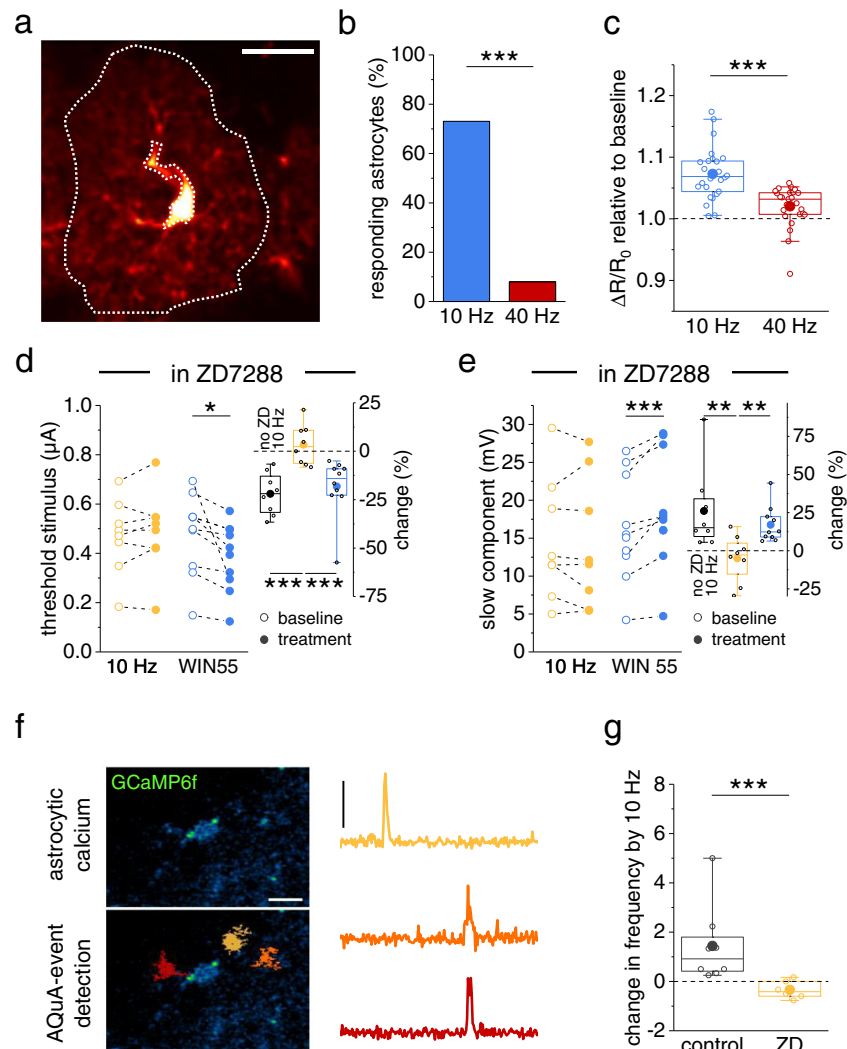 a
b
responding astrocytes (%)
100
80
60
40
20
0
***
10 Hz
40 Hz
c
ΔR/R0 relative to baseline
1.2
1.1
1.0
0.9
***
10 Hz
40 Hz
d
in ZD7288
threshold stimulus (μA)
1.0
0.8
0.6
0.4
0.2
0.0
*
no ZD
10 Hz
25
0
-25
-50
-75
change (%)
*** ***
baseline
treatment
10 Hz
WIN55
e
in ZD7288
slow component (mV)
30
25
20
15
10
5
0
***
** **
no ZD
10 Hz
75
50
25
0
-25
change (%)
baseline
treatment
10 Hz
WIN 55
f
astrocytic
calcium
GCaMP6f
AQuA-event
detection
g
change in frequency by 10 Hz
8
6
4
2
0
-2
***
control
ZD